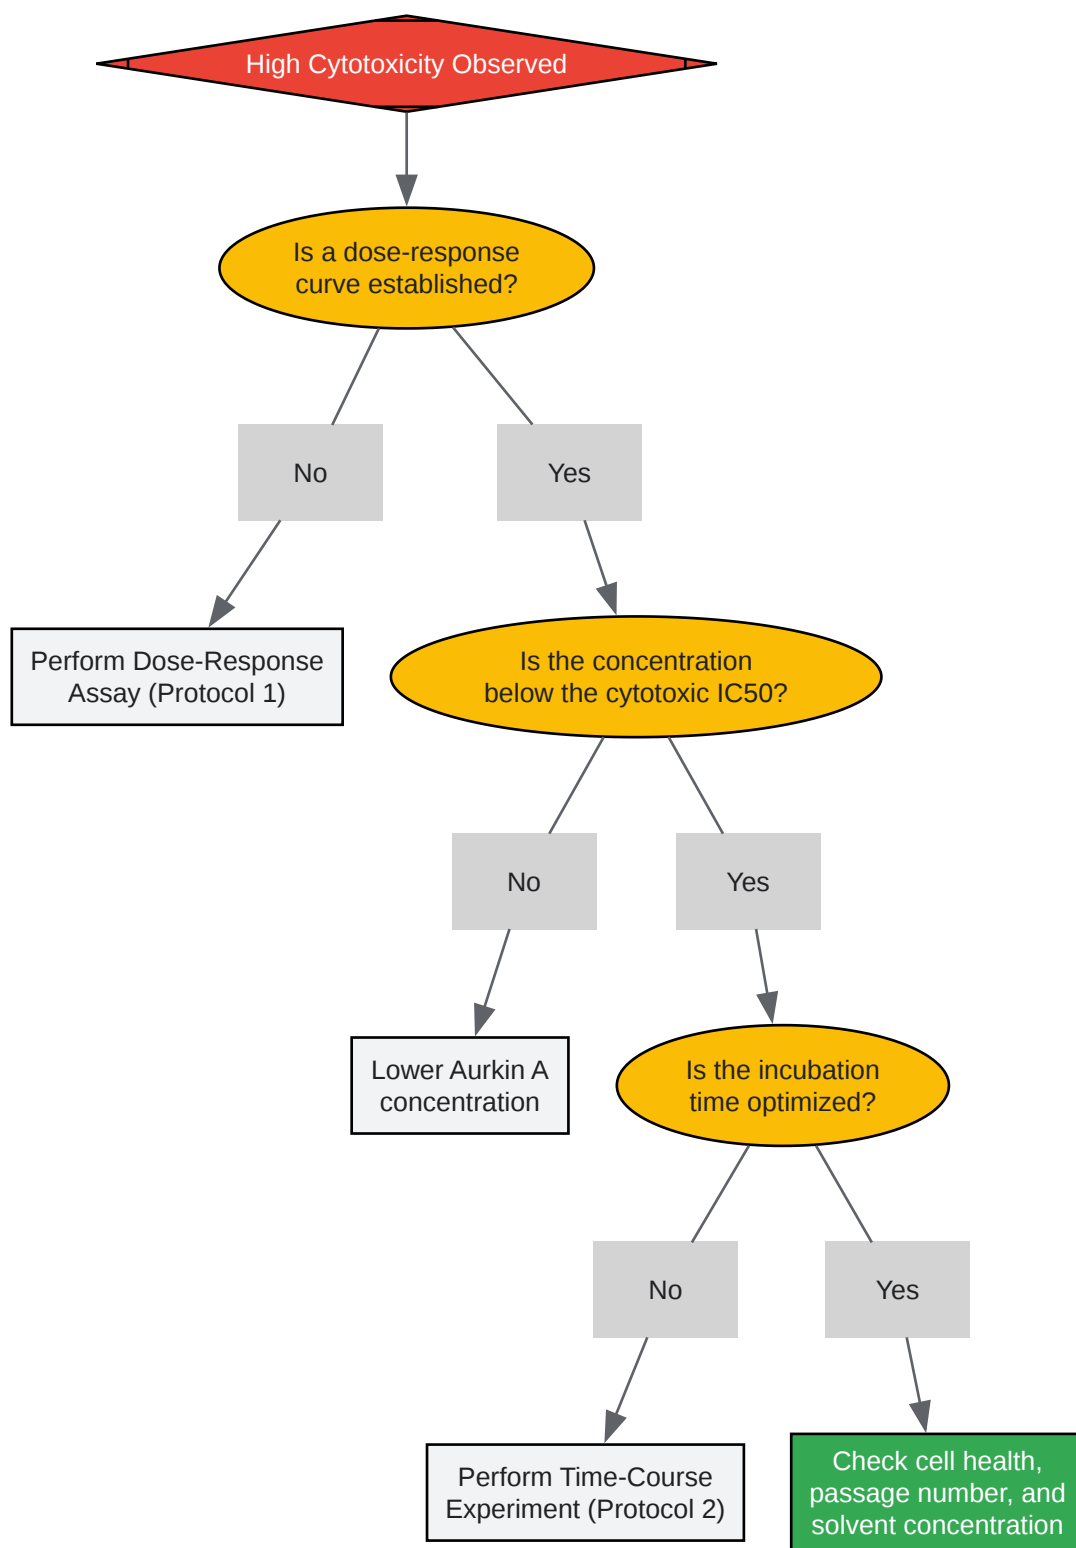 High Cytotoxicity Observed
Is a dose-response
curve established?
No
Yes
Perform Dose-Response
Assay (Protocol 1)
Is the concentration
below the cytotoxic IC50?
No
Yes
Lower Aurkin A
concentration
Is the incubation
time optimized?
No
Yes
Perform Time-Course
Experiment (Protocol 2)
Check cell health,
passage number, and
solvent concentration